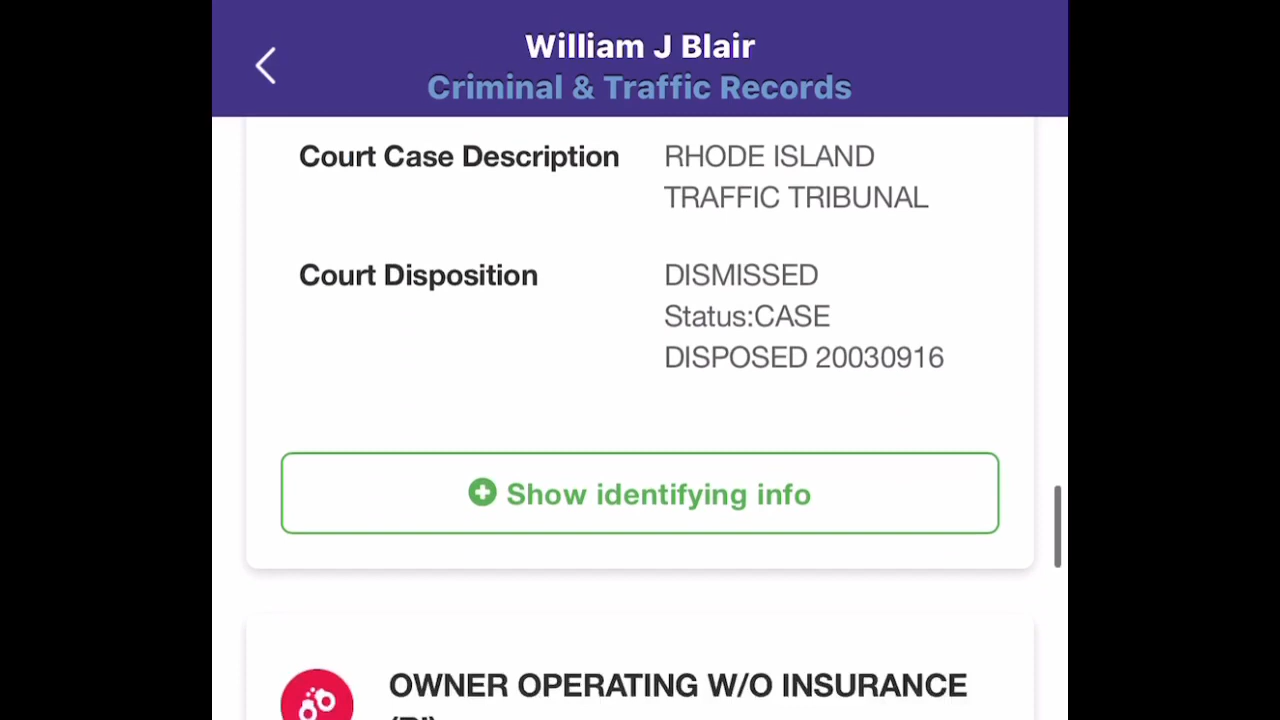 William J Blair
Criminal & Traffic Records
Court Case Description
RHODE ISLAND
TRAFFIC TRIBUNAL
Court Disposition
DISMISSED
Status:CASE
DISPOSED 20030916
Show identifying info
OWNER OPERATING W/O INSURANCE